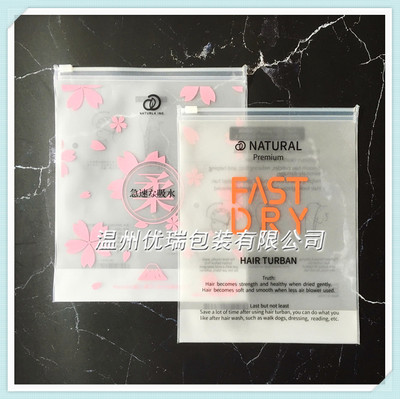 NATURAL
柔
急速な吸水
NATURAL
Premium
FAST
DRY
HAIR TURBAN
温州优瑞包装有限公司
Truth:
Hair becomes strength and healthy when dried gently.
Hair becomes soft and smooth when less air blower used.
Last but not least
Save a lot of time after using hair turban, you can do what you
like after hair wash, such as walk dogs, dressing, reading, etc.